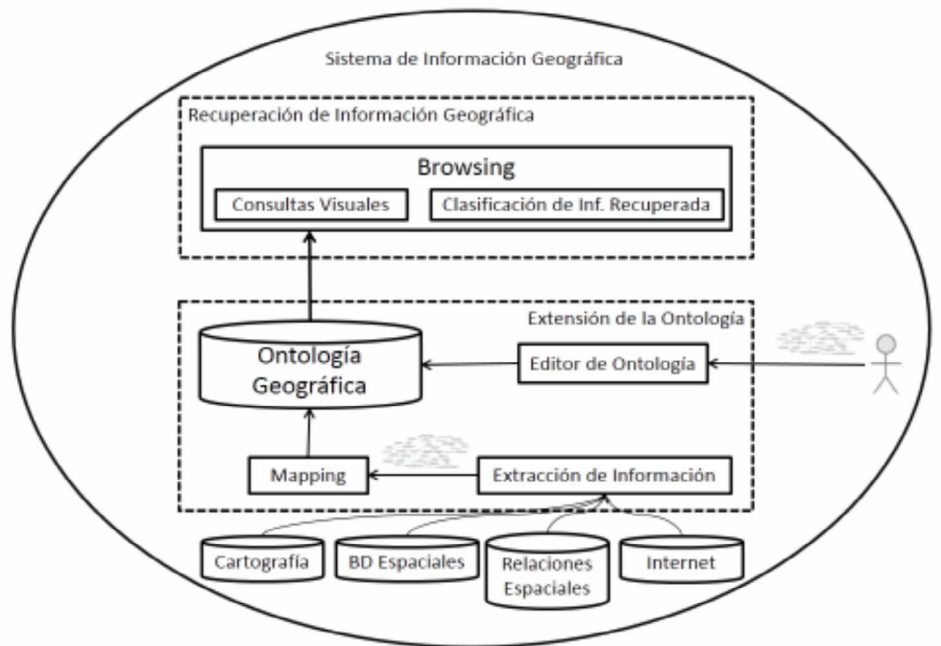 Sistema de Información Geográfica
Recuperación de Información Geográfica
Browsing
Consultas Visuales
Clasificación de Inf. Recuperada
Extensión de la Ontología
Ontología
Geográfica
Editor de Ontología
Mapping
Extracción de Información
Cartografía
BD Espaciales
Relaciones
Espaciales
Internet